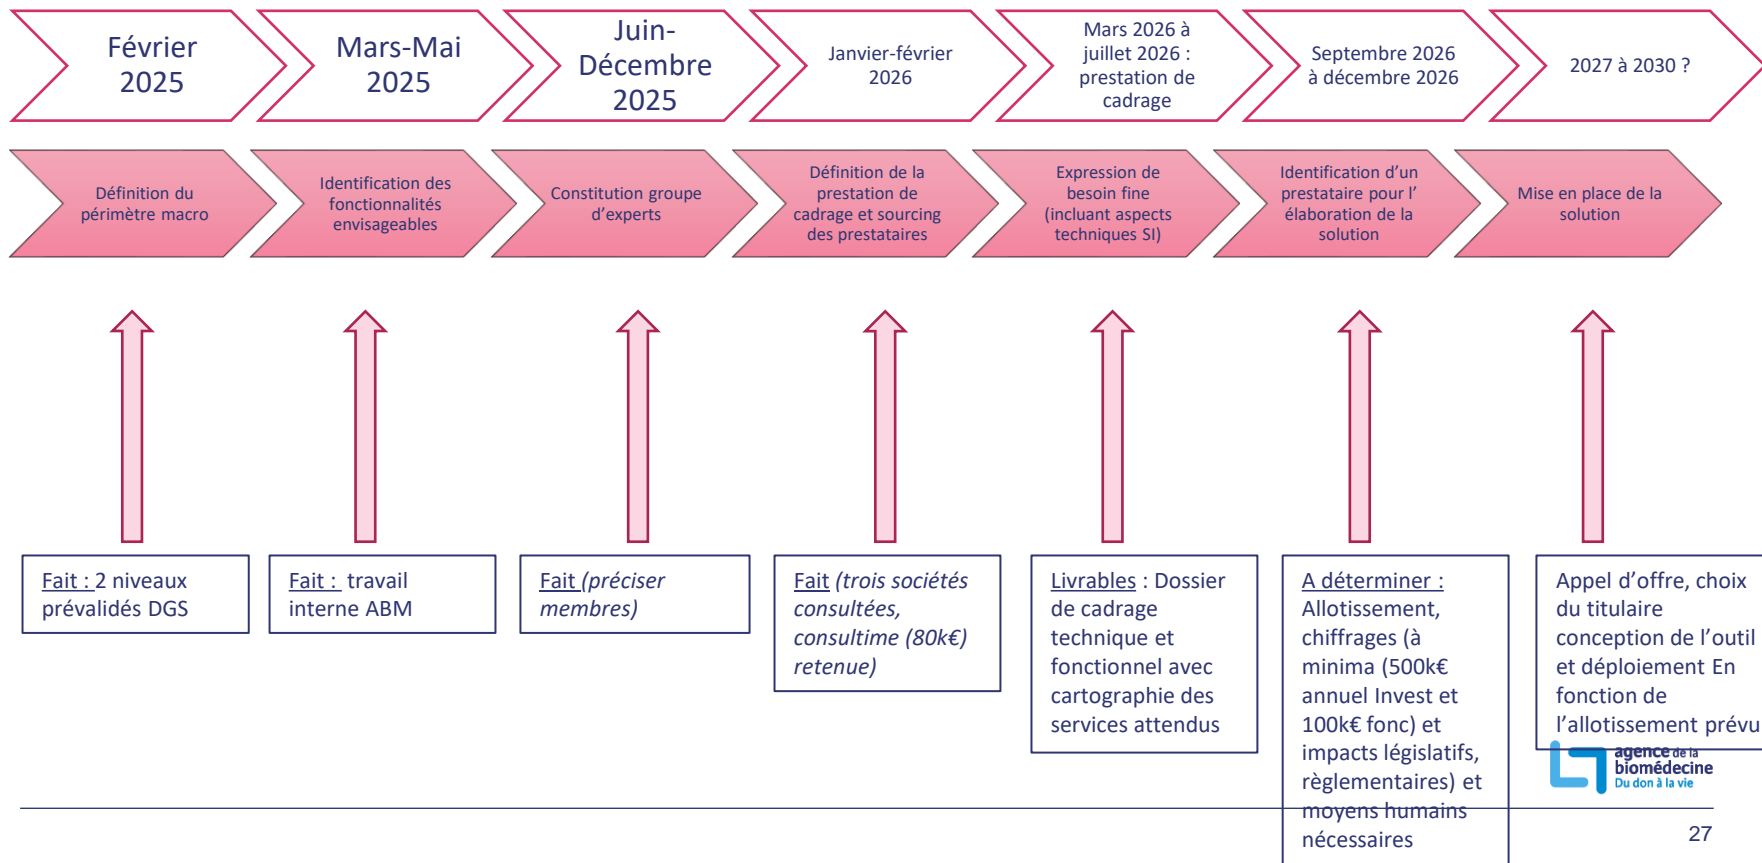 Février
2025
Mars-Mai
2025
Juin-
Décembre
2025
Janvier-février
2026
Mars 2026 à
juillet 2026 :
prestation de
cadrage
Septembre 2026
à décembre 2026
2027 à 2030 ?
Définition du
périmètre macro
Identification des
fonctionnalités
envisageables
Constitution groupe
d’experts
Définition de la
prestation de
cadrage et sourcing
des prestataires
Expression de
besoin fine
(incluant aspects
techniques SI)
Identification d’un
prestataire pour l’
élaboration de la
solution
Mise en place de la
solution
Fait : 2 niveaux
prévalidés DGS
Fait : travail
interne ABM
Fait (préciser
membres)
Fait (trois sociétés
consultées,
consultime (80k€)
retenue)
Livrables : Dossier
de cadrage
technique et
fonctionnel avec
cartographie des
services attendus
A déterminer :
Allotissement,
chiffrages (à
minima (500k€
annuel Invest et
100k€ fonc) et
impacts législatifs,
règlementaires) et
moyens humains
nécessaires
Appel d’offre, choix
du titulaire
conception de l’outil
et déploiement En
fonction de
l’allotissement prévu
agence de la
biomédecine
Du don à la vie
27